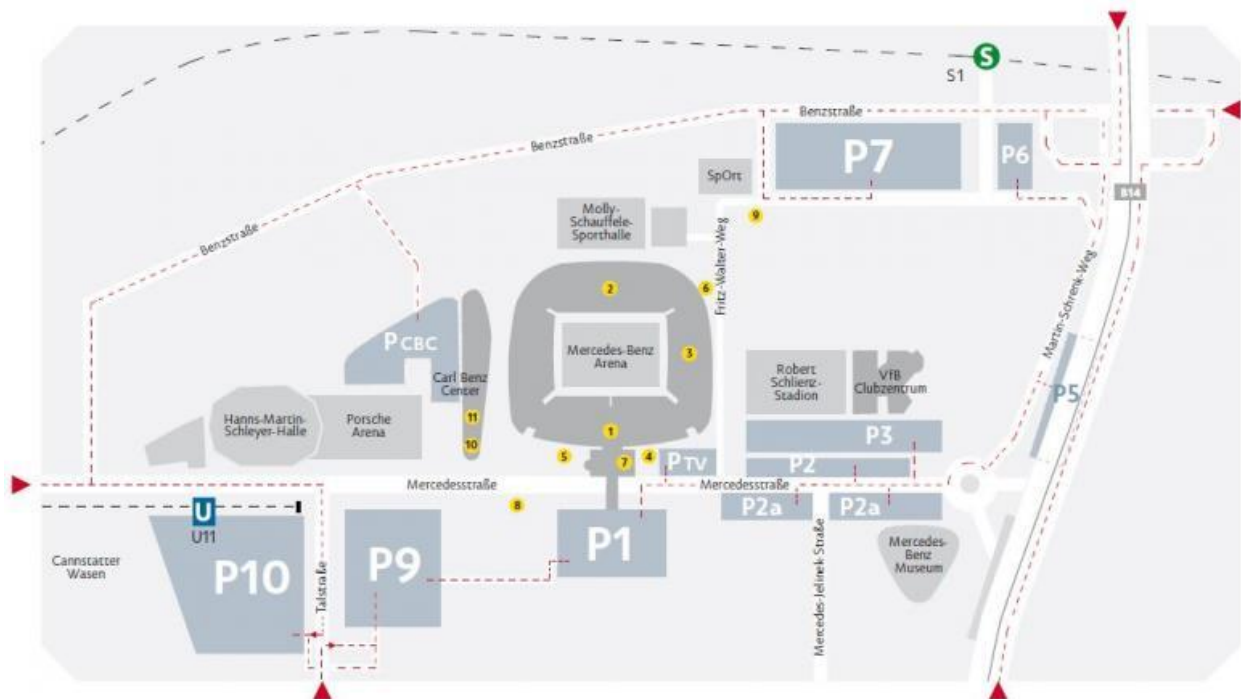 S
S1
Benzstraße
Benzstraße
Benzstraße
P7
P6
B14
SpOrt
Molly-
Schauffele-
Sporthalle
9
Fritz-Walter-Weg
Martin-Schrenk-Weg
2
6
3
Mercedes-Benz
Arena
P CBC
Carl Benz
Center
11
10
Hanns-Martin-
Schleyer-Halle
Porsche
Arena
Robert
Schlienz-
Stadion
VfB
Clubzentrum
P5
1
5
7
4
P TV
P3
P2
Mercedesstraße
Mercedesstraße
8
P2a
P2a
U
U11
Cannstatter
Wasen
P10
Talstraße
P9
P1
Mercedes-Jelinek Straße
Mercedes-
Benz
Museum